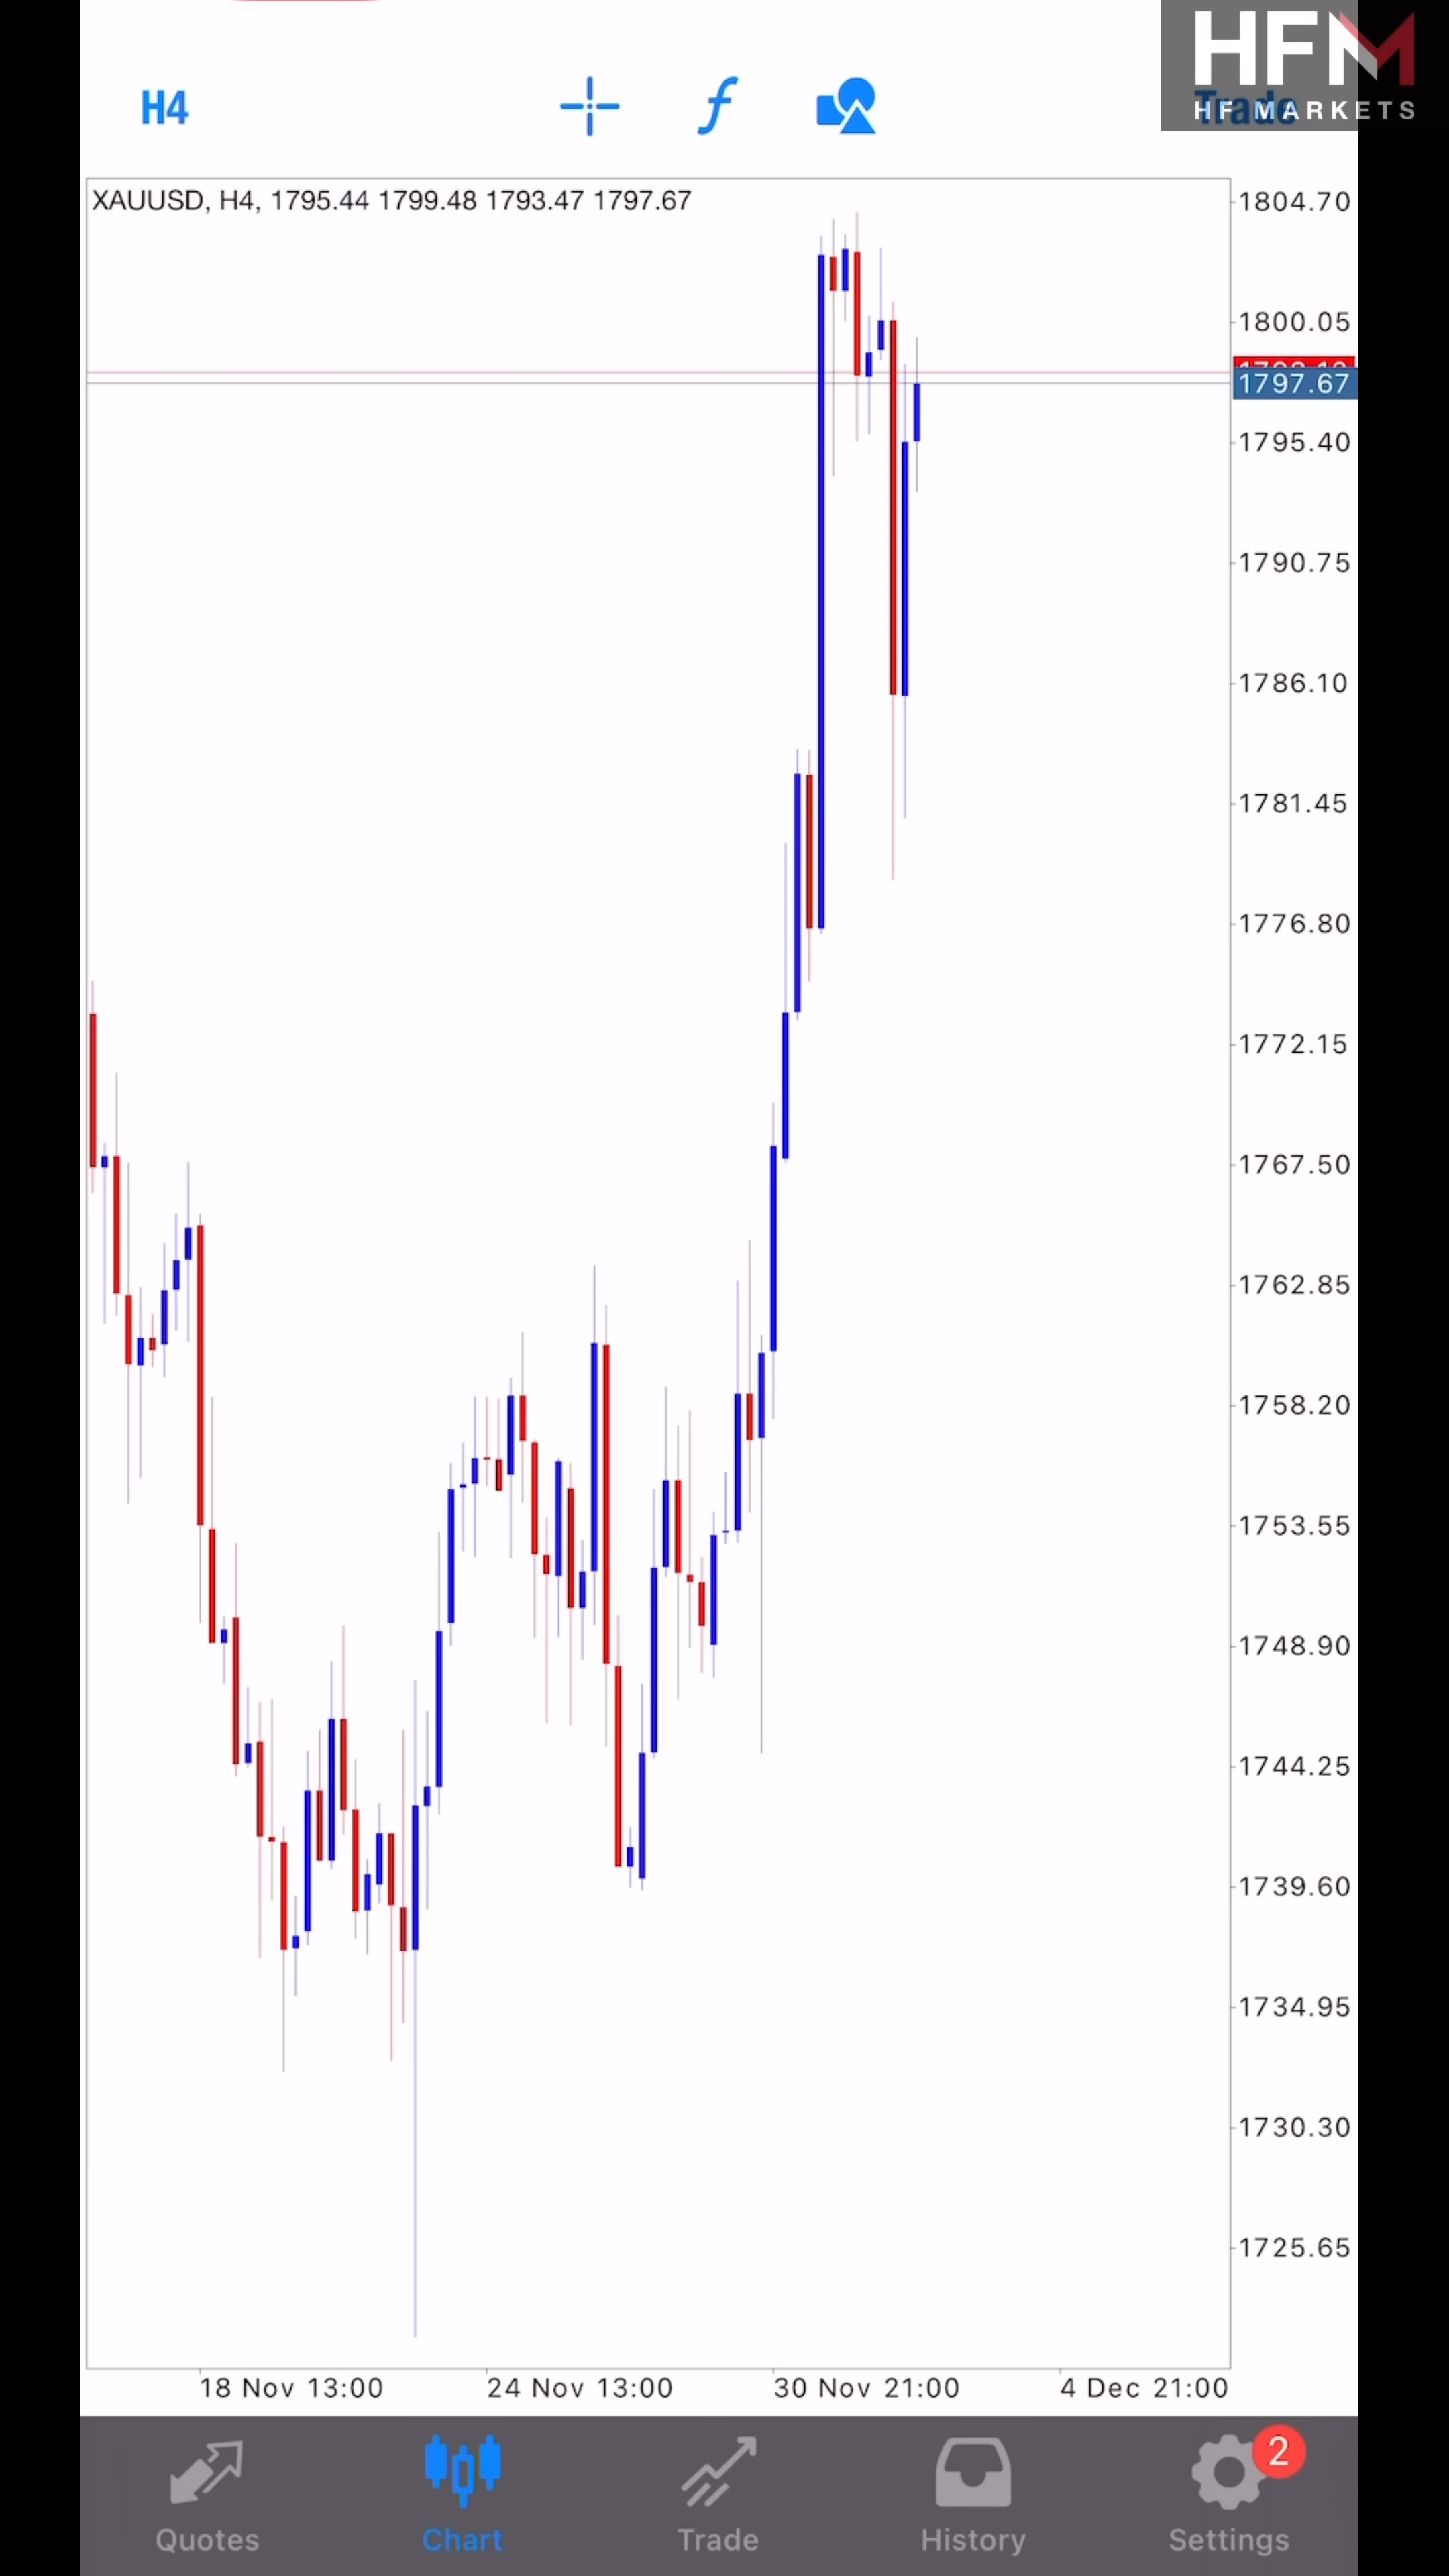 HFM
HF MARKETS
H4
Trade
XAUUSD, H4, 1795.44 1799.48 1793.47 1797.67
1804.70
1800.05
1797.67
1795.40
1790.75
1786.10
1781.45
1776.80
1772.15
1767.50
1762.85
1758.20
1753.55
1748.90
1744.25
1739.60
1734.95
1730.30
1725.65
18 Nov 13:00 24 Nov 13:00 30 Nov 21:00 4 Dec 21:00
2
Quotes Chart Trade History Settings